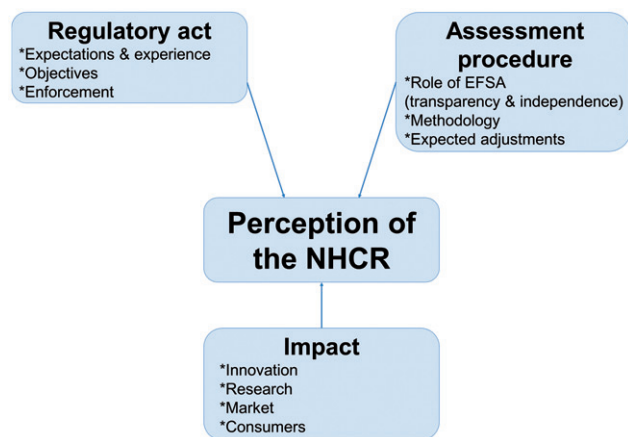 Regulatory act
*Expectations & experience
*Objectives
*Enforcement
Assessment
procedure
*Role of EFSA
(transparency & independence)
*Methodology
*Expected adjustments
Perception of
the NHCR
Impact
*Innovation
*Research
*Market
*Consumers